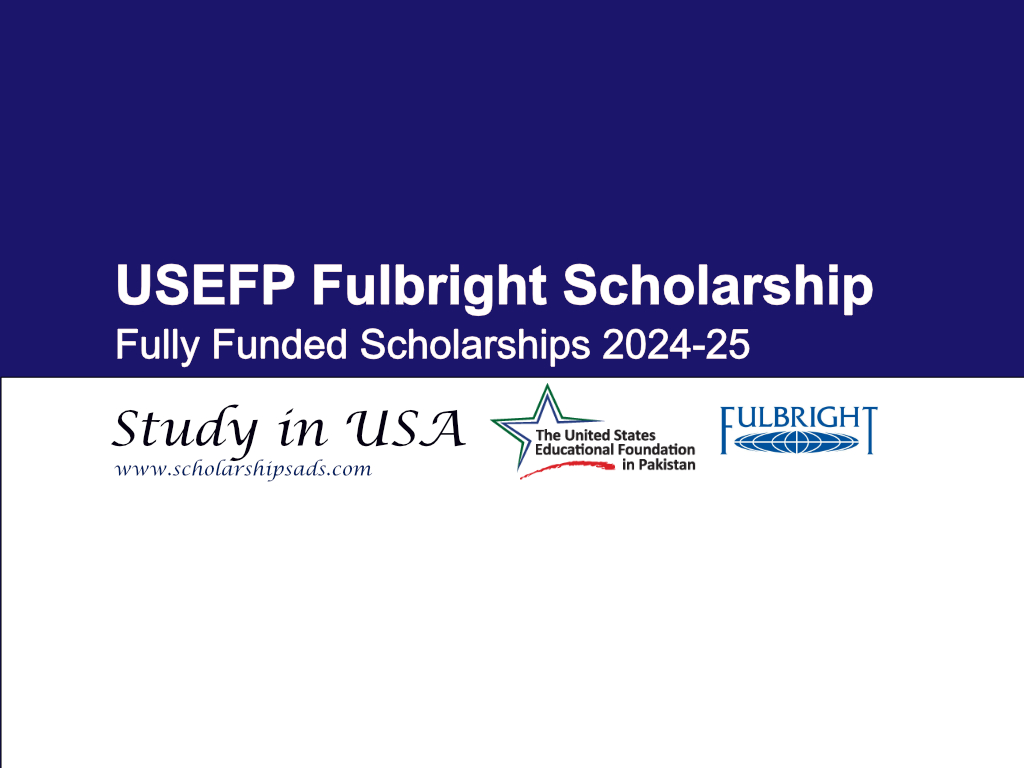 USEFP Fulbright Scholarship
Fully Funded Scholarships 2024-25
Study in USA
www.scholarshipsads.com
The United States
Educational Foundation
in Pakistan
FULBRIGHT